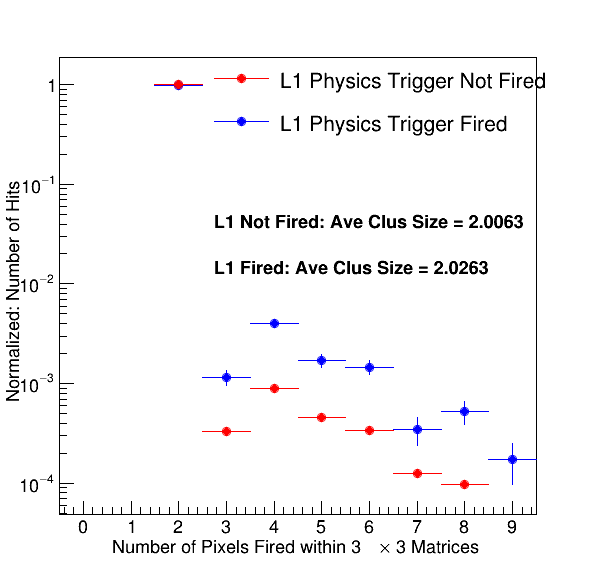 L1 Physics Trigger Not Fired
L1 Physics Trigger Fired
L1 Not Fired: Ave Clus Size = 2.0063
L1 Fired: Ave Clus Size = 2.0263
Normalized: Number of Hits
1
10⁻¹
10⁻²
10⁻³
10⁻⁴
0 1 2 3 4 5 6 7 8 9
Number of Pixels Fired within 3 × 3 Matrices